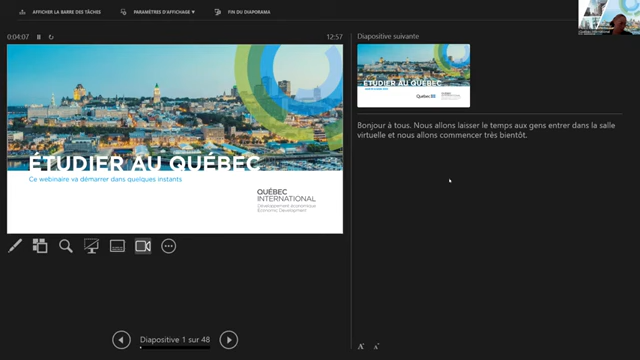 AFFICHER LA BARRE DES TÂCHES
PARAMÈTRES D'AFFICHAGE ▼
FIN DU DIAPORAMA
0:04:07
12:57
ÉTUDIER AU QUÉBEC
Ce webinaire va démarrer dans quelques instants
QUÉBEC
INTERNATIONAL
Développement économique
Economic Development
Diapositive 1 sur 48
Diapositive suivante
ÉTUDIER AU QUÉBEC
Québec
Bonjour à tous. Nous allons laisser le temps aux gens entrer dans la salle
virtuelle et nous allons commencer très bientôt.
A A